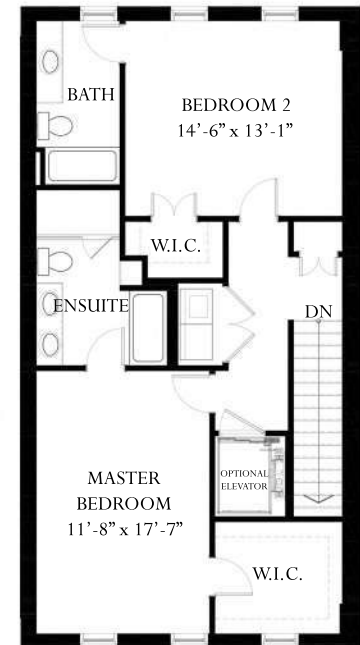 BATH
BEDROOM 2
14'-6" x 13'-1"
W.I.C.
ENSUITE
DN
MASTER
BEDROOM
11'-8" x 17'-7"
OPTIONAL
ELEVATOR
W.I.C.